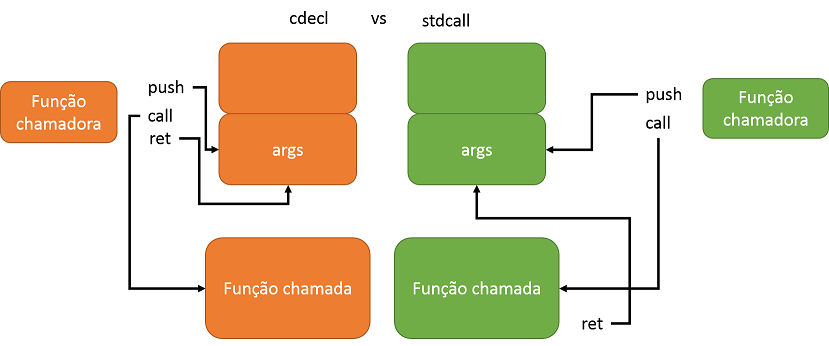 cdecl vs stdcall
Função
chamadora
push
call
ret
args
Função chamada
args
push
call
Função
chamadora
Função chamada
ret